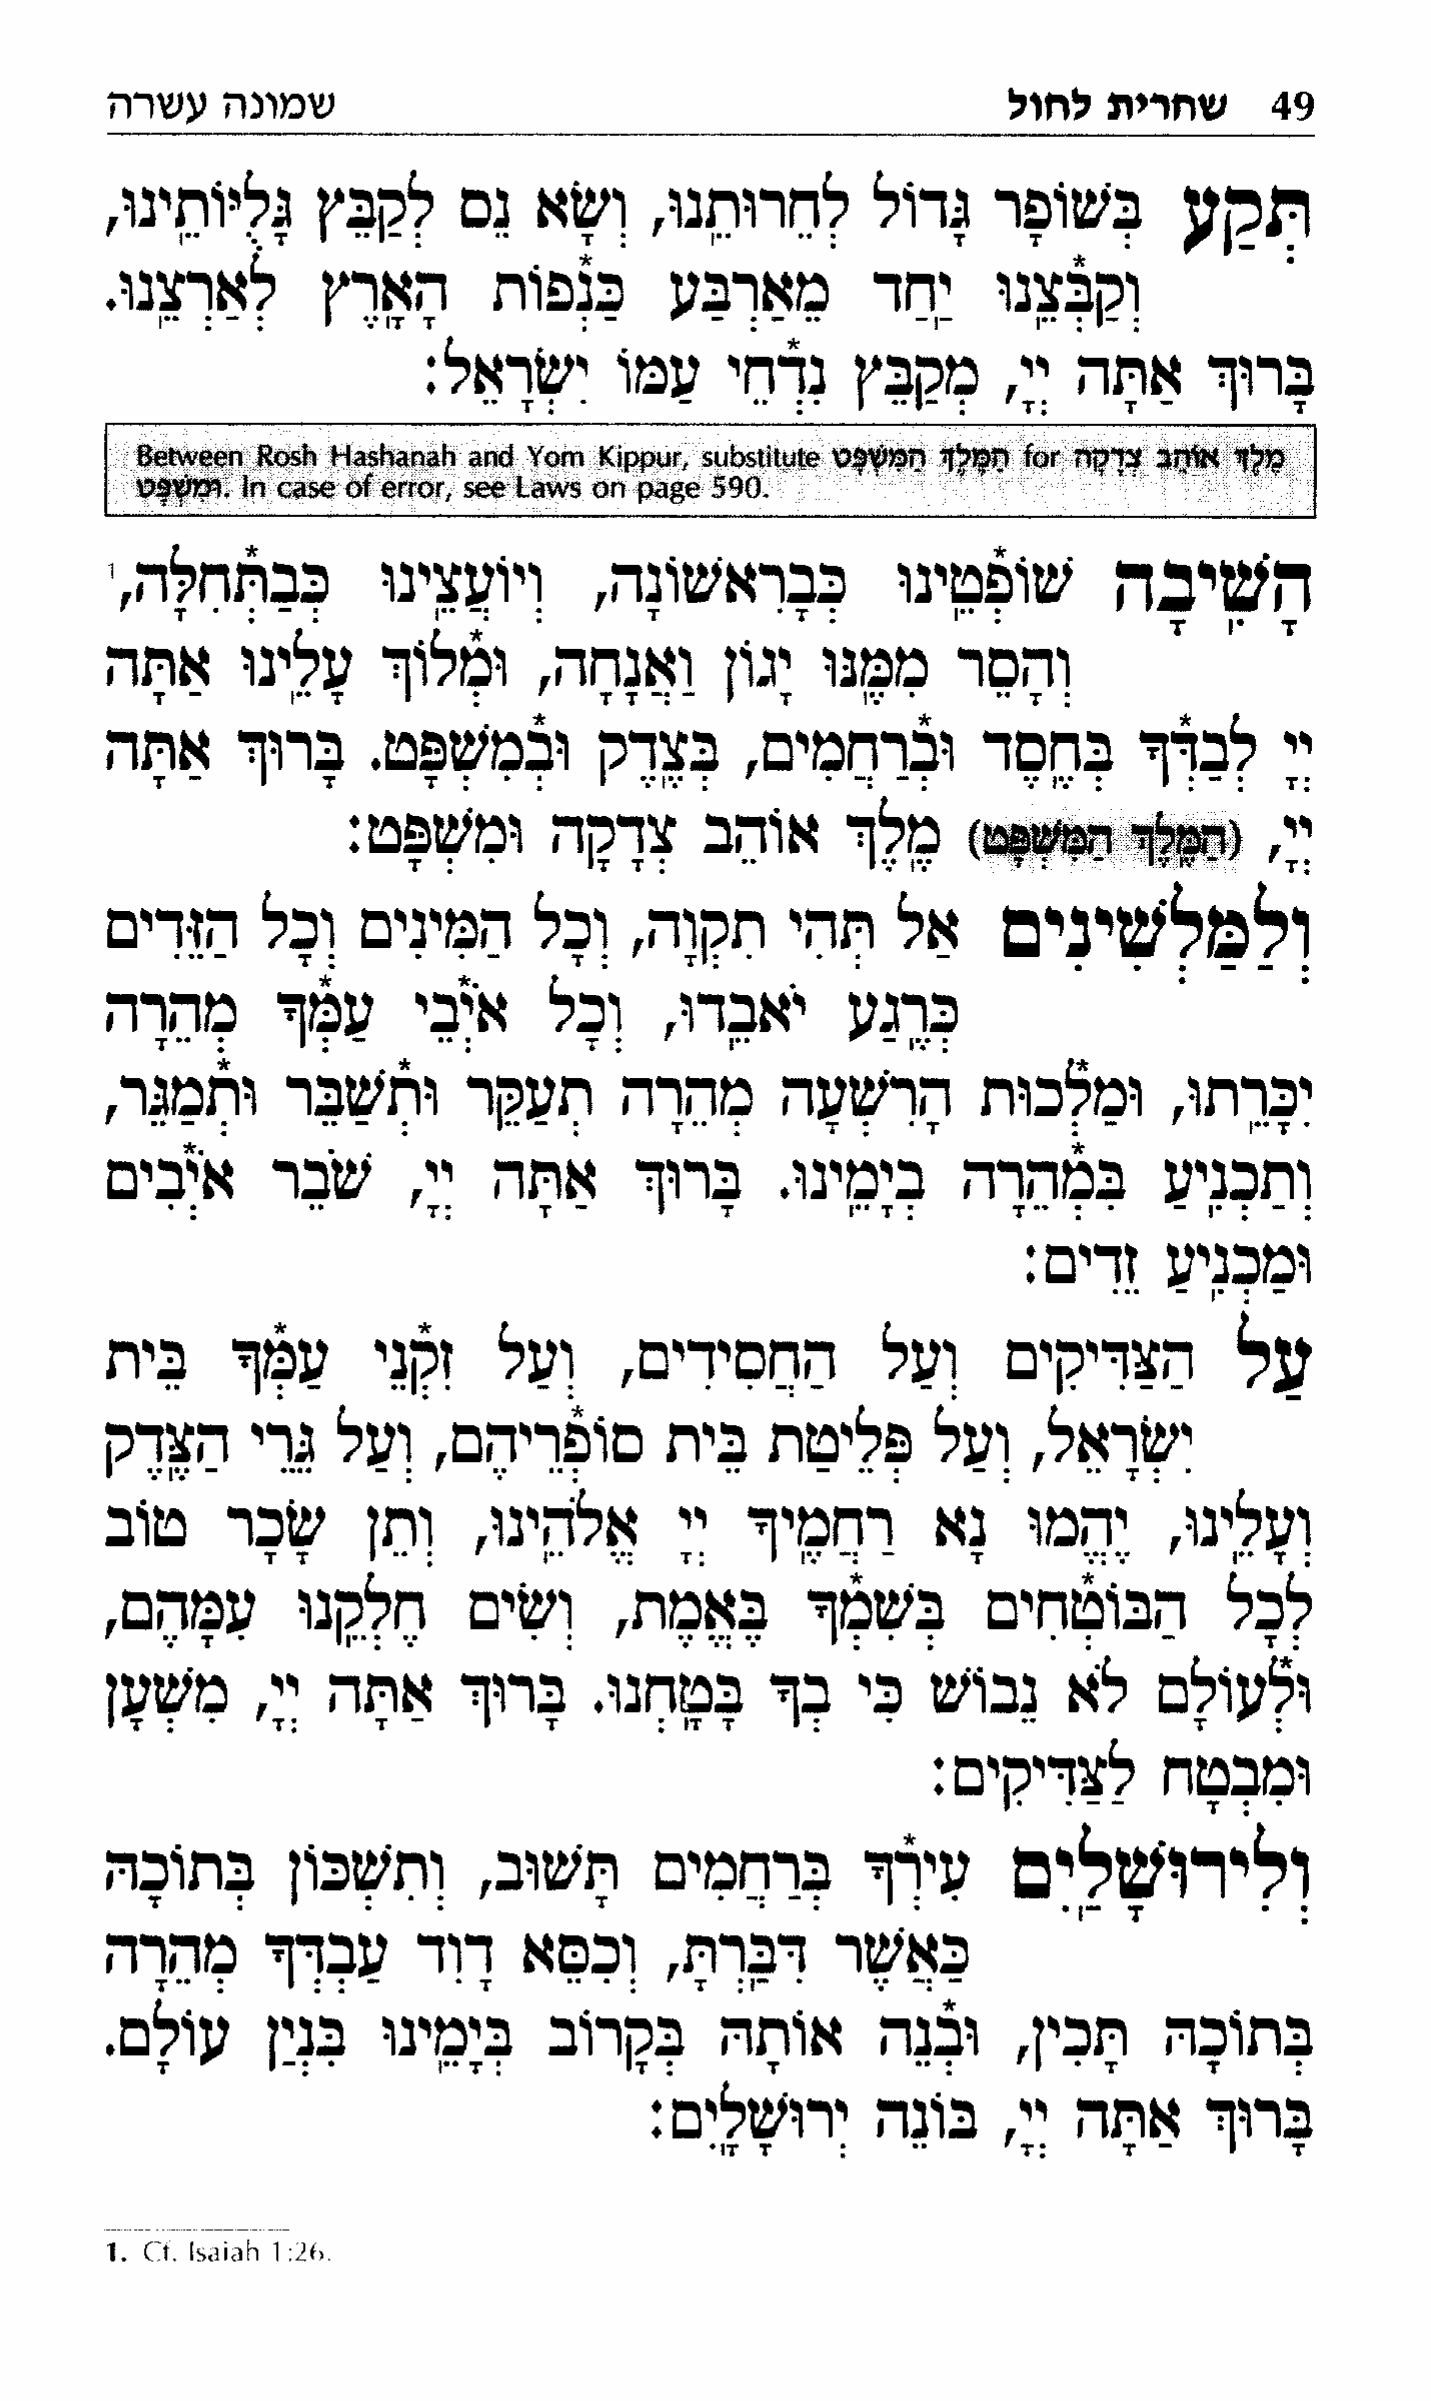 49 שחרית לחול שמונה עשרה
תְּקַע בְּשׁוֹפָר גָּדוֹל לְחֵרוּתֵנוּ, וְשָׂא נֵס לְקַבֵּץ גָּלֻיּוֹתֵינוּ,
וְקַבְּ*צֵנוּ יַחַד מֵאַרְבַּע כַּנְ*פוֹת הָאָרֶץ לְאַרְצֵנוּ.
בָּרוּךְ אַתָּה יְיָ, מְקַבֵּץ נִדְ*חֵי עַמּוֹ יִשְׂרָאֵל:
Between Rosh Hashanah and Yom Kippur, substitute הַמֶּלֶךְ הַמִּשְׁפָּט for מֶלֶךְ אוֹהֵב צְדָקָה
וּמִשְׁפָּט. In case of error, see Laws on page 590.
הָשִׁיבָה שׁוֹפְ*טֵינוּ כְּבָרִאשׁוֹנָה, וְיוֹעֲצֵינוּ כְּבַתְּ*חִלָּה,1
וְהָסֵר מִמֶּנּוּ יָגוֹן וַאֲנָחָה, וּמְ*לוֹךְ עָלֵינוּ אַתָּה
יְיָ לְבַדְּ*ךָ בְּחֶסֶד וּבְ*רַחֲמִים, בְּצֶדֶק וּבְ*מִשְׁפָּט. בָּרוּךְ אַתָּה
יְיָ, (הַמֶּלֶךְ הַמִּשְׁפָּט) מֶלֶךְ אוֹהֵב צְדָקָה וּמִשְׁפָּט:
וְלַמַּלְשִׁינִים אַל תְּהִי תִקְוָה, וְכָל הַמִּינִים וְכָל הַזֵּדִים
כְּרֶגַע יֹאבֵדוּ, וְכָל אֹיְ*בֵי עַמְּ*ךָ מְהֵרָה
יִכָּרֵתוּ, וּמַלְ*כוּת הָרִשְׁעָה מְהֵרָה תְעַקֵּר וּתְ*שַׁבֵּר וּתְ*מַגֵּר,
וְתַכְנִיעַ בִּמְ*הֵרָה בְיָמֵינוּ. בָּרוּךְ אַתָּה יְיָ, שֹׁבֵר אֹיְ*בִים
וּמַכְנִיעַ זֵדִים:
עַל הַצַּדִּיקִים וְעַל הַחֲסִידִים, וְעַל זִקְ*נֵי עַמְּ*ךָ בֵּית
יִשְׂרָאֵל, וְעַל פְּלֵיטַת בֵּית סוֹפְ*רֵיהֶם, וְעַל גֵּרֵי הַצֶּדֶק
וְעָלֵינוּ, יֶהֱמוּ נָא רַחֲמֶיךָ יְיָ אֱלֹהֵינוּ, וְתֵן שָׂכָר טוֹב
לְכָל הַבּוֹטְ*חִים בְּשִׁמְ*ךָ בֶּאֱמֶת, וְשִׂים חֶלְקֵנוּ עִמָּהֶם,
וּלְ*עוֹלָם לֹא נֵבוֹשׁ כִּי בְךָ בָּטָחְנוּ. בָּרוּךְ אַתָּה יְיָ, מִשְׁעָן
וּמִבְטָח לַצַּדִּיקִים:
וְלִירוּשָׁלַיִם עִירְ*ךָ בְּרַחֲמִים תָּשׁוּב, וְתִשְׁכּוֹן בְּתוֹכָהּ
כַּאֲשֶׁר דִּבַּרְתָּ, וְכִסֵּא דָוִד עַבְדְּךָ מְהֵרָה
בְּתוֹכָהּ תָּכִין, וּבְ*נֵה אוֹתָהּ בְּקָרוֹב בְּיָמֵינוּ בִּנְיַן עוֹלָם.
בָּרוּךְ אַתָּה יְיָ, בּוֹנֵה יְרוּשָׁלָיִם:
1. Cf. Isaiah 1:26.